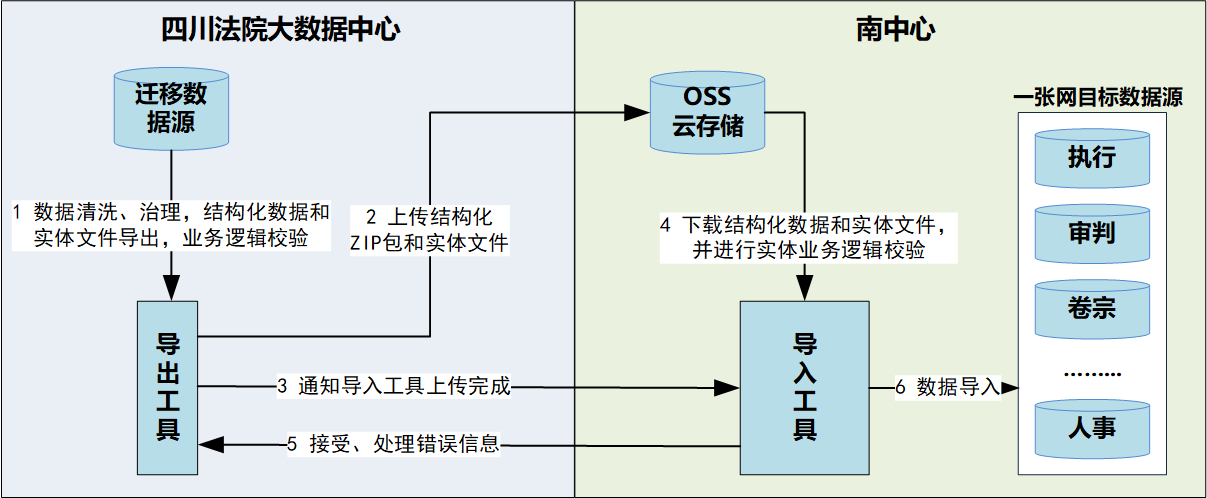 四川法院大数据中心
南中心
迁移数
据源
OSS
云存储
一张网目标数据源
执行
审判
卷宗
………
人事
1 数据清洗、治理，结构化数据和
实体文件导出，业务逻辑校验
2 上传结构化
ZIP包和实体文件
4 下载结构化数据和实体文件，
并进行实体业务逻辑校验
导
出
工
具
3 通知导入工具上传完成
5 接受、处理错误信息
导
入
工
具
6 数据导入